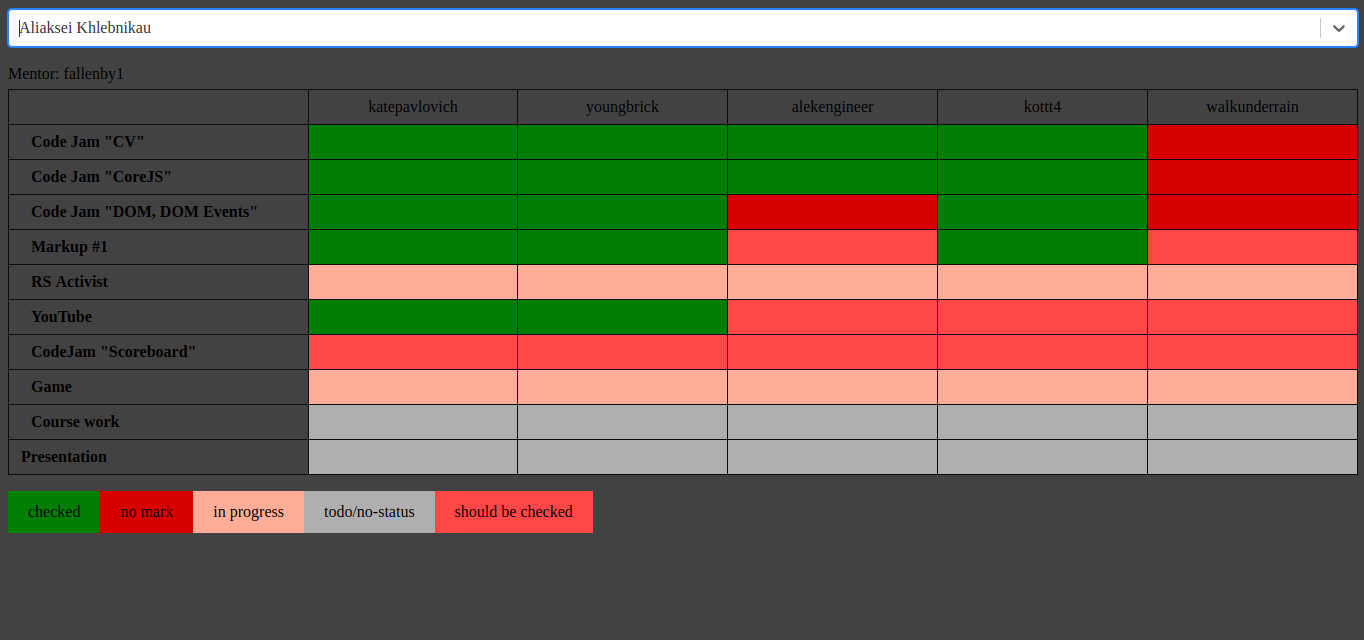 Aliaksei Khlebnikau
Mentor: fallenby1
katepavlovich youngbrick alekengineer kottt4 walkunderrain
Code Jam "CV"
Code Jam "CoreJS"
Code Jam "DOM, DOM Events"
Markup #1
RS Activist
YouTube
CodeJam "Scoreboard"
Game
Course work
Presentation
checked no mark in progress todo/no-status should be checked